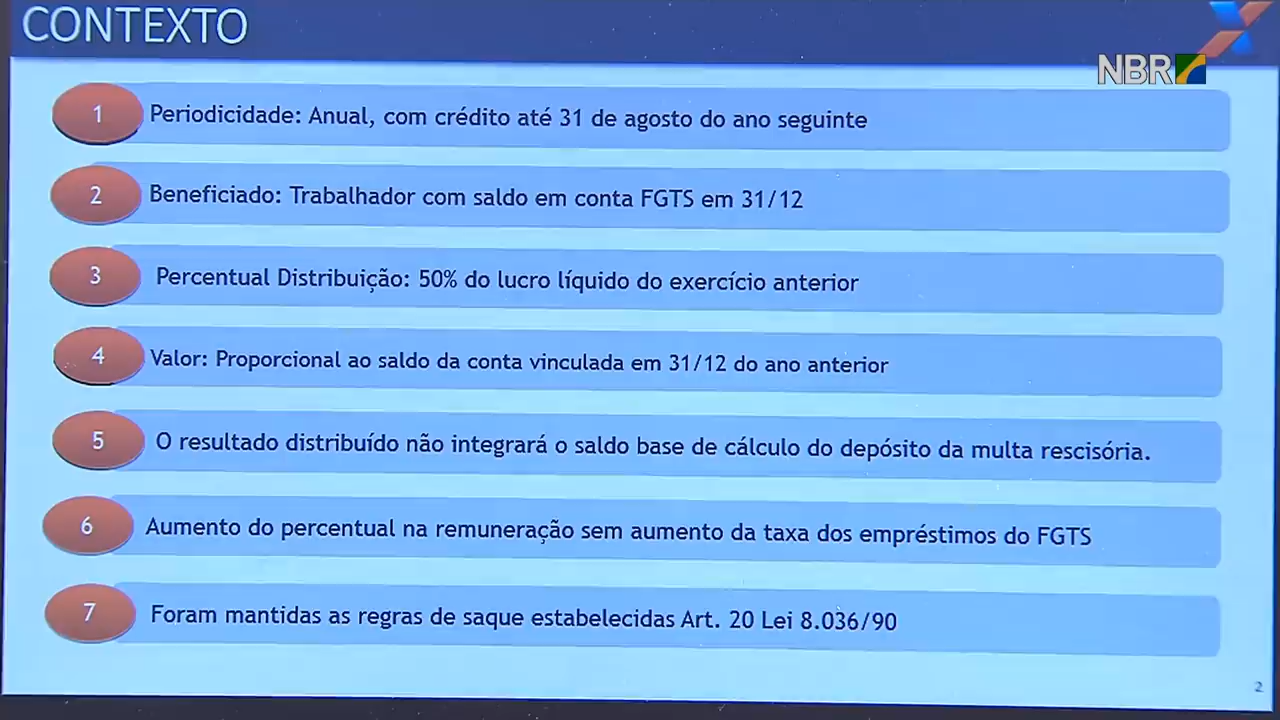 CONTEXTO
NBR
1 Periodicidade: Anual, com crédito até 31 de agosto do ano seguinte
2 Beneficiado: Trabalhador com saldo em conta FGTS em 31/12
3 Percentual Distribuição: 50% do lucro líquido do exercício anterior
4 Valor: Proporcional ao saldo da conta vinculada em 31/12 do ano anterior
5 O resultado distribuído não integrará o saldo base de cálculo do depósito da multa rescisória.
6 Aumento do percentual na remuneração sem aumento da taxa dos empréstimos do FGTS
7 Foram mantidas as regras de saque estabelecidas Art. 20 Lei 8.036/90
2